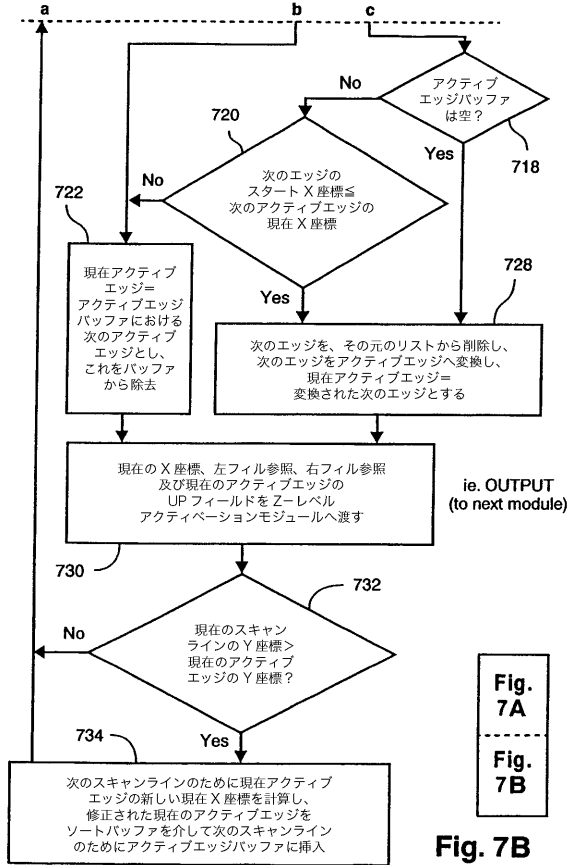 a
b
c
アクティブ
エッジバッファ
は空？
No
718
Yes
720
次のエッジの
スタート X 座標≦
次のアクティブエッジの
現在 X 座標
No
Yes
722
現在アクティブ
エッジ＝
アクティブエッジ
バッファにおける
次のアクティブ
エッジとし、
これをバッファ
から除去
728
次のエッジを、その元のリストから削除し、
次のエッジをアクティブエッジへ変換し、
現在アクティブエッジ＝
変換された次のエッジとする
現在の X 座標、左フィル参照、右フィル参照
及び現在のアクティブエッジの
UP フィールドを Z−レベル
アクティベーションモジュールへ渡す
730
ie. OUTPUT
(to next module)
732
現在のスキャン
ラインの Y 座標＞
現在のアクティブ
エッジの Y 座標？
No
Yes
734
次のスキャンラインのために現在アクティブ
エッジの新しい現在 X 座標を計算し、
修正された現在のアクティブエッジを
ソートバッファを介して次のスキャンライン
のためにアクティブエッジバッファに挿入
Fig.
7A
Fig.
7B
Fig. 7B